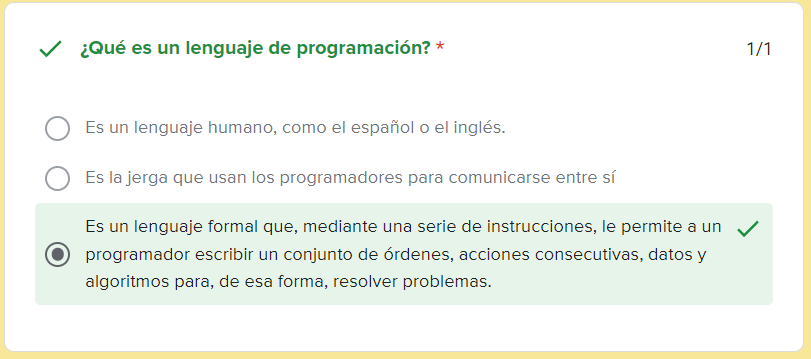 ¿Qué es un lenguaje de programación? * 1/1
Es un lenguaje humano, como el español o el inglés.
Es la jerga que usan los programadores para comunicarse entre sí
Es un lenguaje formal que, mediante una serie de instrucciones, le permite a un
programador escribir un conjunto de órdenes, acciones consecutivas, datos y
algoritmos para, de esa forma, resolver problemas.